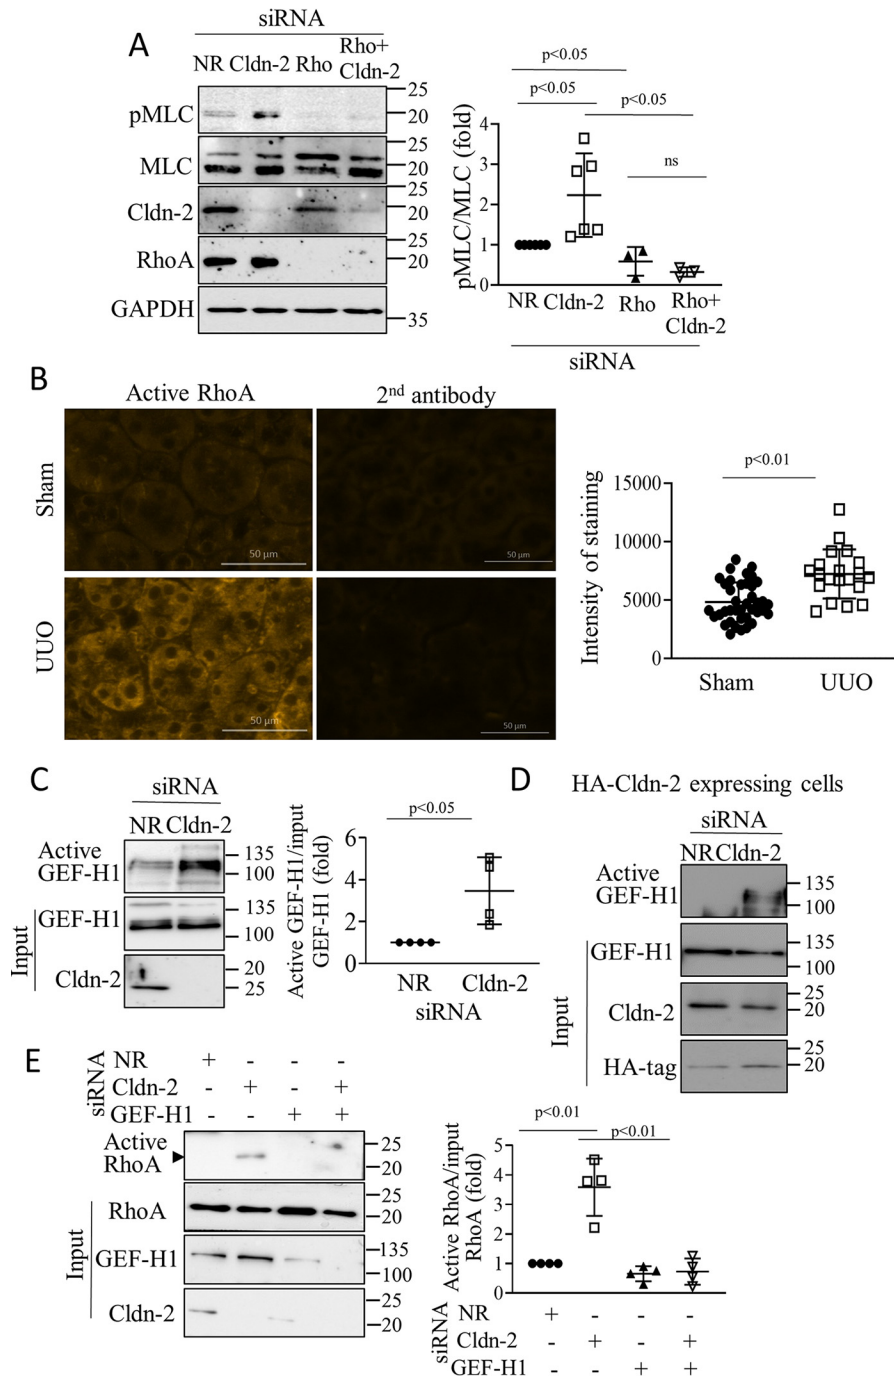 A
siRNA
NR Cldn-2 Rho Rho+
Cldn-2
pMLC
25
20
MLC
25
20
Cldn-2
25
20
RhoA
25
20
GAPDH
35
p<0.05
p<0.05
p<0.05
ns
pMLC/MLC (fold)
4
3
2
1
0
NR Cldn-2 Rho Rho+
Cldn-2
siRNA
B
Active RhoA
2nd antibody
Sham
50 µm
50 µm
UUO
50 µm
50 µm
p<0.01
Intensity of staining
15000
10000
5000
0
Sham UUO
C
siRNA
NR Cldn-2
Active
GEF-H1
135
100
Input
GEF-H1
135
100
Cldn-2
20
25
p<0.05
Active GEF-H1/input
GEF-H1 (fold)
6
4
2
0
NR Cldn-2
siRNA
D
HA-Cldn-2 expressing cells
siRNA
NR Cldn-2
Active
GEF-H1
135
100
Input
GEF-H1
135
100
Cldn-2
25
20
HA-tag
25
20
E
siRNA
NR + - - -
Cldn-2 - + - +
GEF-H1 - - + +
Active
RhoA
25
20
Input
RhoA
25
20
GEF-H1
135
100
Cldn-2
25
20
p<0.01
p<0.01
Active RhoA/input
RhoA (fold)
5
4
3
2
1
0
siRNA
NR + - - -
Cldn-2 - + - +
GEF-H1 - - + +